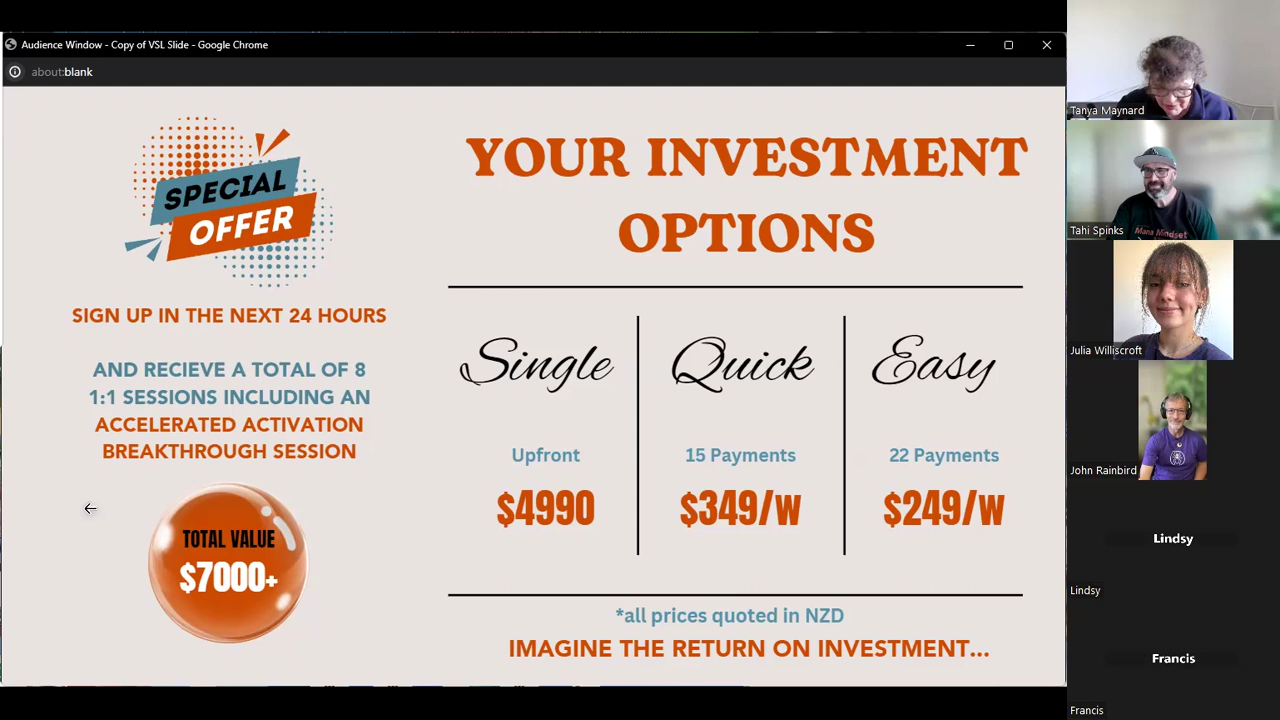 Audience Window - Copy of VSL Slide - Google Chrome
about:blank
SPECIAL
OFFER
SIGN UP IN THE NEXT 24 HOURS
AND RECIEVE A TOTAL OF 8
1:1 SESSIONS INCLUDING AN
ACCELERATED ACTIVATION
BREAKTHROUGH SESSION
TOTAL VALUE
$7000+
YOUR INVESTMENT
OPTIONS
Single
Quick
Easy
Upfront
15 Payments
22 Payments
$4990
$349/w
$249/w
*all prices quoted in NZD
IMAGINE THE RETURN ON INVESTMENT...
Tanya Maynard
Mana Mindset
Tahi Spinks
Julia Williscroft
John Rainbird
Lindsy
Lindsy
Francis
Francis